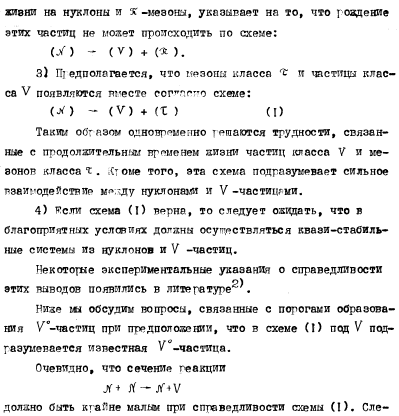 жизни на нуклоны и π-мезоны, указывает на то, что рождение
этих частиц не может происходить по схеме:
(𝒩) → (V) + (π).
3) Предполагается, что мезоны класса τ и частицы клас-
са V появляются вместе согласно схеме:
(𝒩) → (V) + (τ) (I)
Таким образом одновременно решаются трудности, связан-
ные с продолжительным временем жизни частиц класса V и ме-
зонов класса τ. Кроме того, эта схема подразумевает сильное
взаимодействие между нуклонами и V-частицами.
4) Если схема (I) верна, то следует ожидать, что в
благоприятных условиях должны осуществляться квази-стабиль-
ные системы из нуклонов и V-частиц.
Некоторые экспериментальные указания о справедливости
этих выводов появились в литературе²⁾.
Ниже мы обсудим вопросы, связанные с порогами образова-
ния V°-частиц при предположении, что в схеме (I) под V под-
разумевается известная V°-частица.
Очевидно, что сечение реакции
𝒩 + 𝒩 → 𝒩 + V
должно быть крайне малым при справедливости схемы (I). Сле-